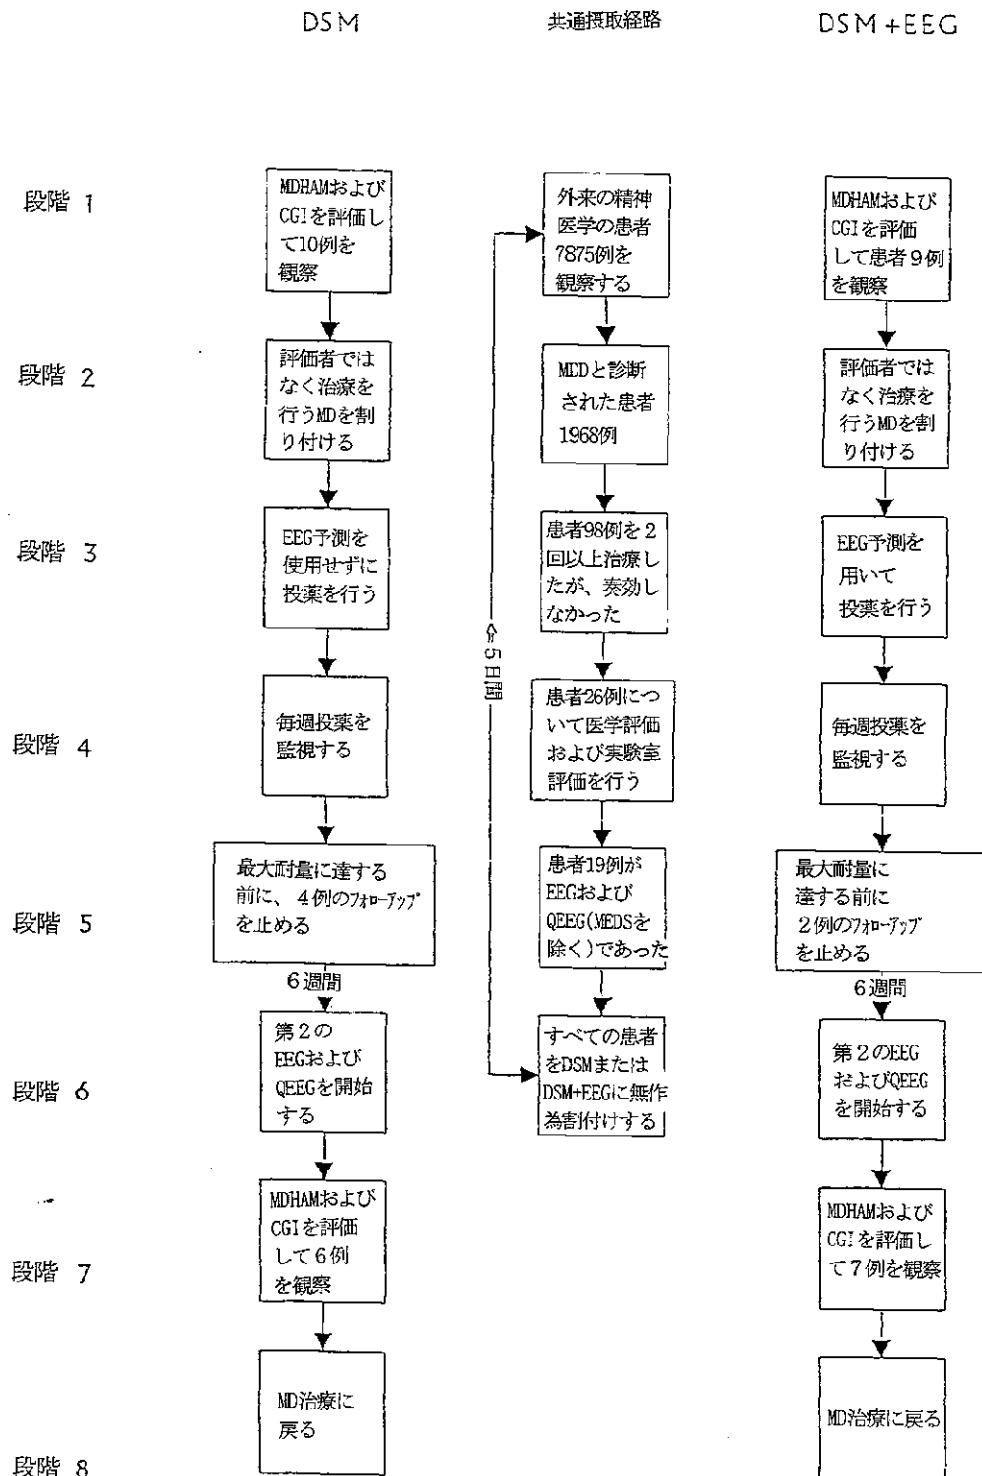 DSM
共通摂取経路
DSM+EEG
段階 1
MDHAMおよび
CGIを評価し
て10例を
観察
外来の精神
医学の患者
7875例を
観察する
MDHAMおよび
CGIを評価
して患者9例
を観察
段階 2
評価者では
なく治療を
行うMDを割
り付ける
MDDと診断
された患者
1968例
評価者では
なく治療を
行うMDを割
り付ける
段階 3
EEG予測を
使用せずに
投薬を行う
患者98例を2
回以上治療し
たが、奏効し
なかった
EEG予測を
用いて
投薬を行う
⇐5日間
段階 4
毎週投薬を
監視する
患者26例につ
いて医学評価
および実験室
評価を行う
毎週投薬を
監視する
段階 5
最大耐量に達する
前に、4例のフォローアップ
を止める
患者19例が
EEGおよび
QEEG(MEDSを
除く)であった
最大耐量に
達する前に
2例のフォローアップ
を止める
6週間
6週間
段階 6
第2の
EEGおよび
QEEGを開始
する
すべての患者
をDSMまたは
DSM+EEGに無作
為割付けする
第2のEEG
およびQEEG
を開始する
段階 7
MDHAMおよび
CGIを評価
して6例
を観察
MDHAMおよび
CGIを評価し
て7例を観察
段階 8
MD治療に
戻る
MD治療に戻る